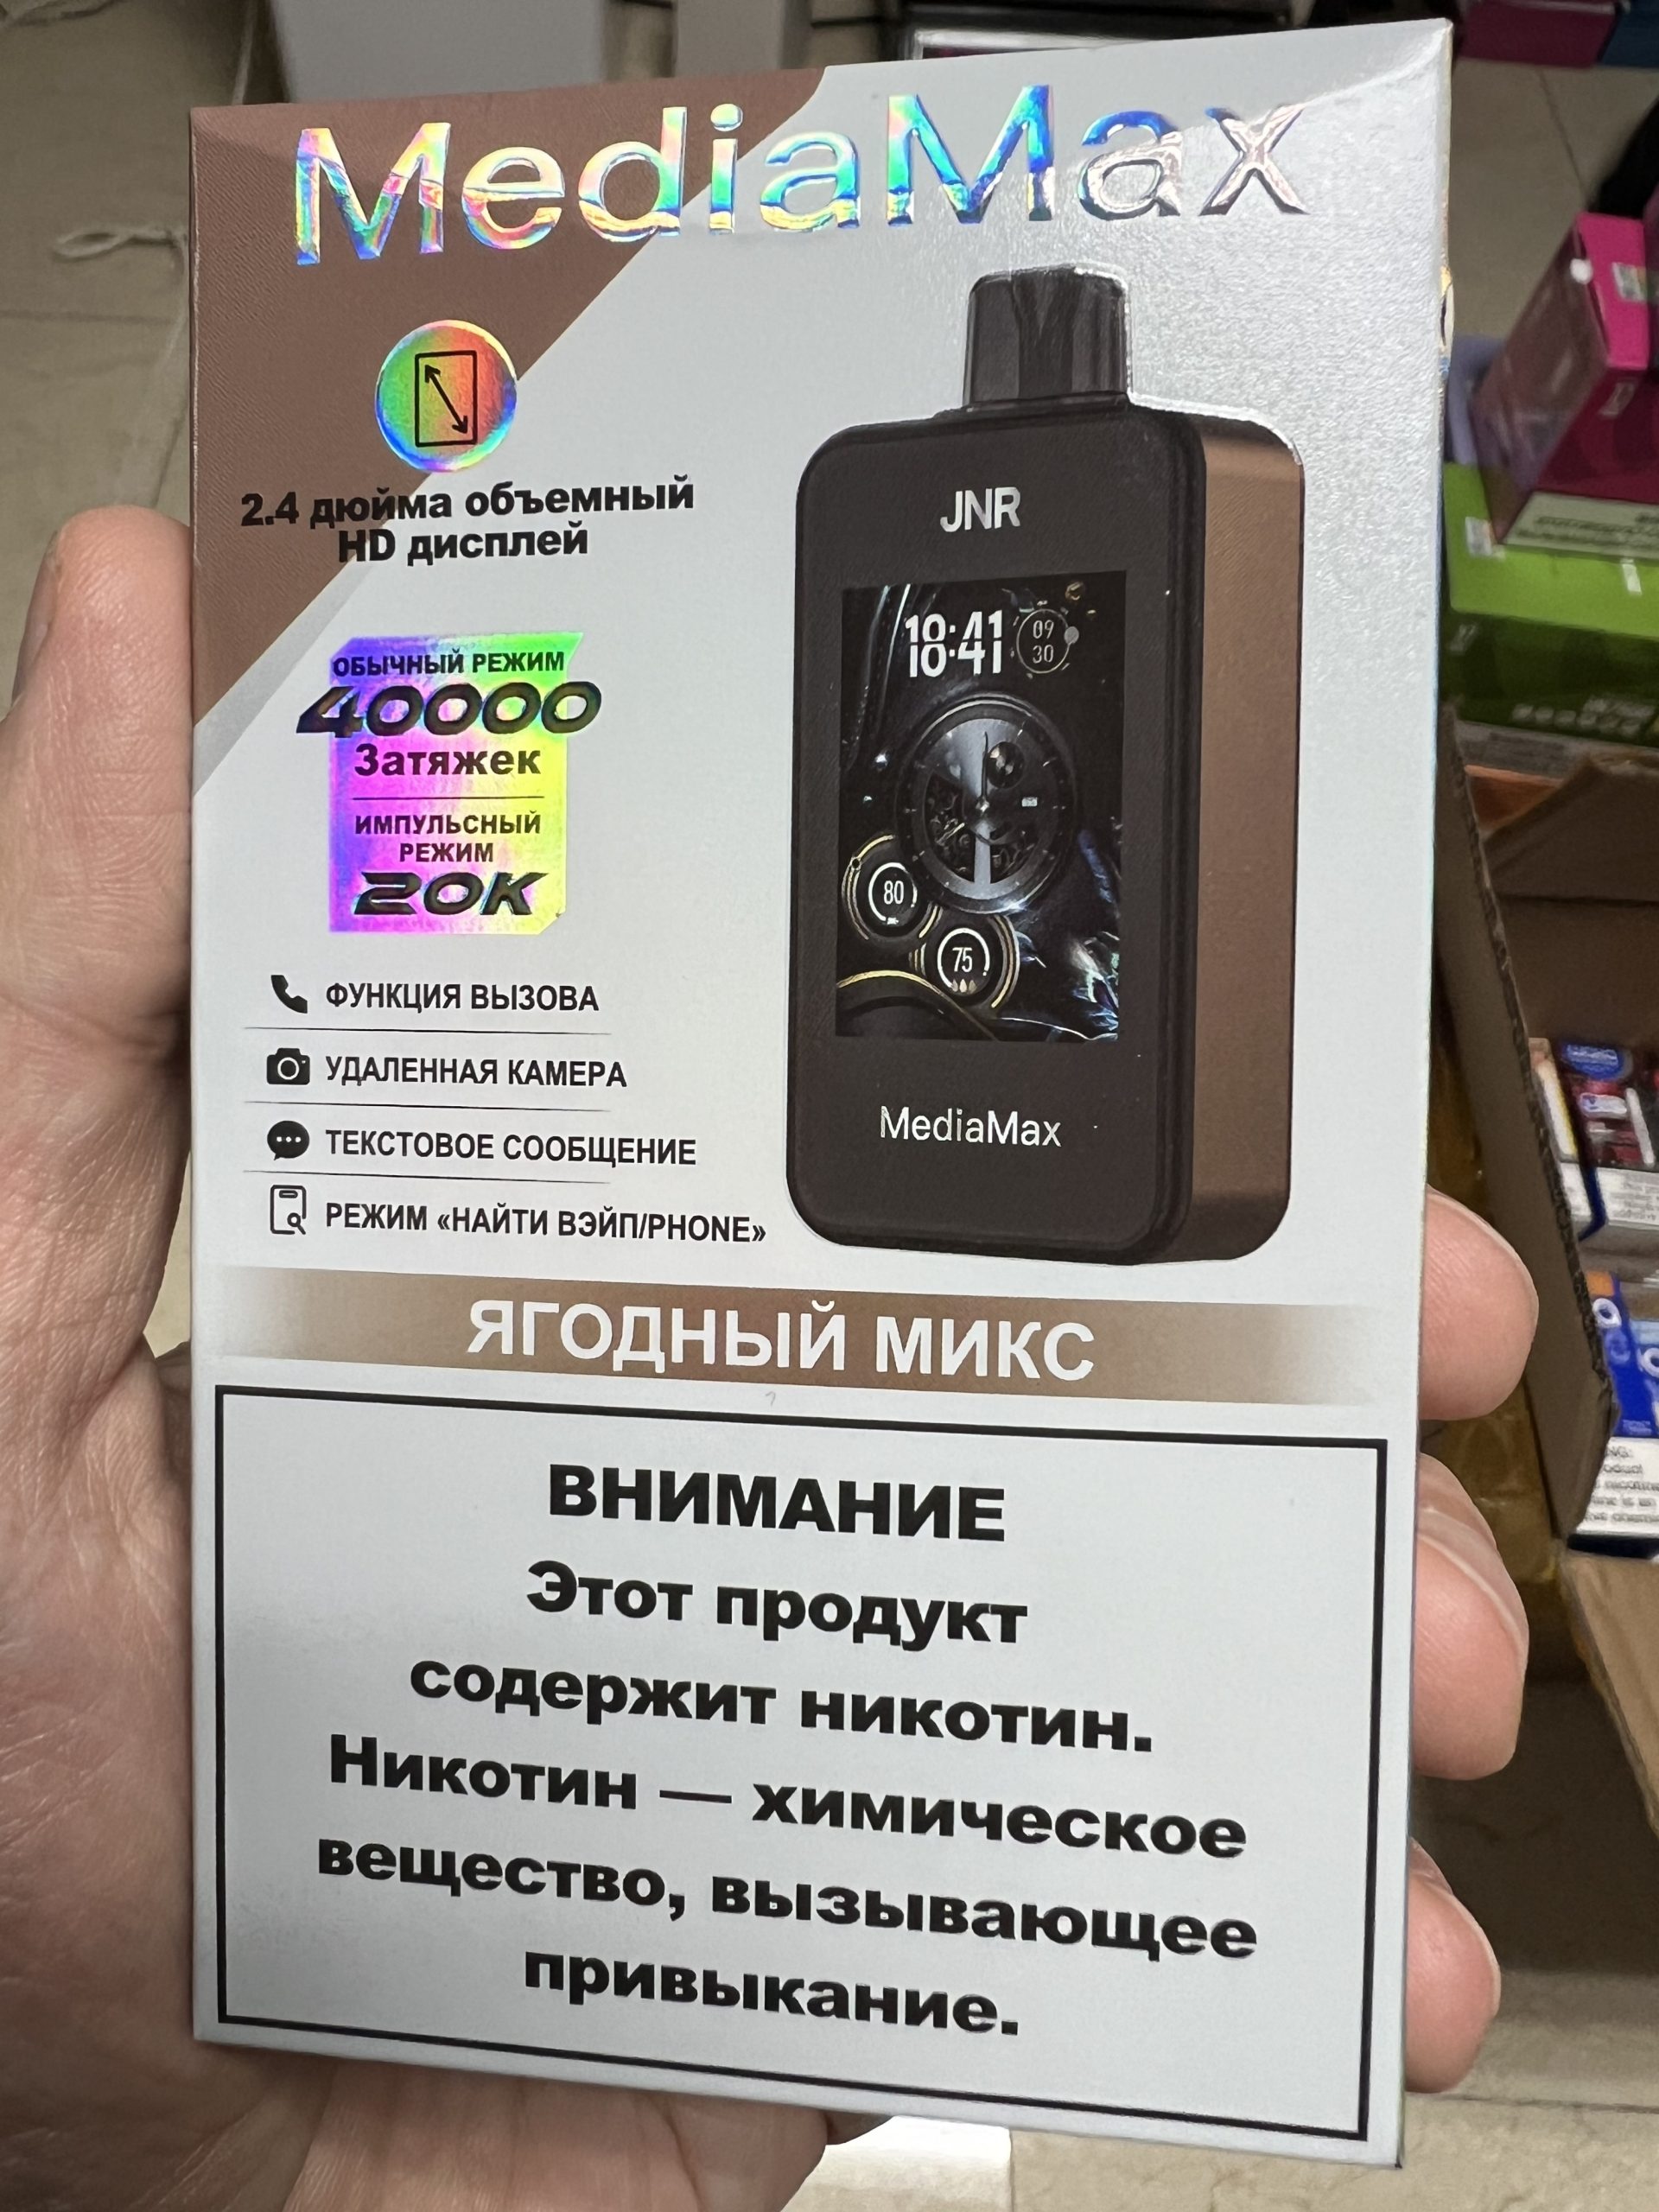 MediaMax
2.4 дюйма объемный
HD дисплей
ОБЫЧНЫЙ РЕЖИМ
40000
Затяжек
ИМПУЛЬСНЫЙ
РЕЖИМ
20K
ФУНКЦИЯ ВЫЗОВА
УДАЛЕННАЯ КАМЕРА
ТЕКСТОВОЕ СООБЩЕНИЕ
РЕЖИМ «НАЙТИ ВЭЙП/PHONE»
JNR
18:41
09
30
80
75
MediaMax
ЯГОДНЫЙ МИКС
ВНИМАНИЕ
Этот продукт
содержит никотин.
Никотин — химическое
вещество, вызывающее
привыкание.